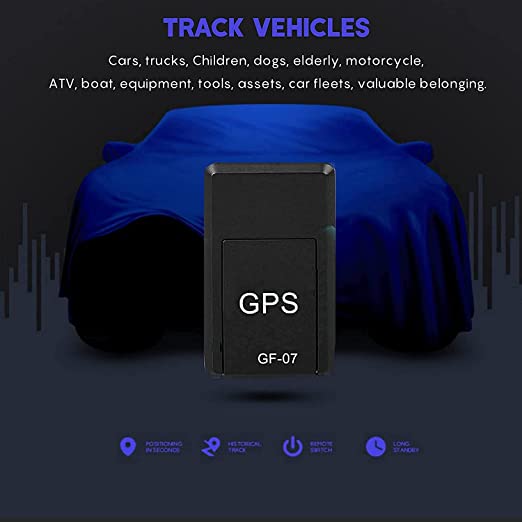 TRACK VEHICLES
Cars, trucks, Children, dogs, elderly, motorcycle,
ATV, boat, equipment, tools, assets, car fleets, valuable belonging.
GPS
GF-07
POSITIONING
IN SECONDS
HISTORICAL
TRACK
REMOTE
SWITCH
LONG
STANDBY